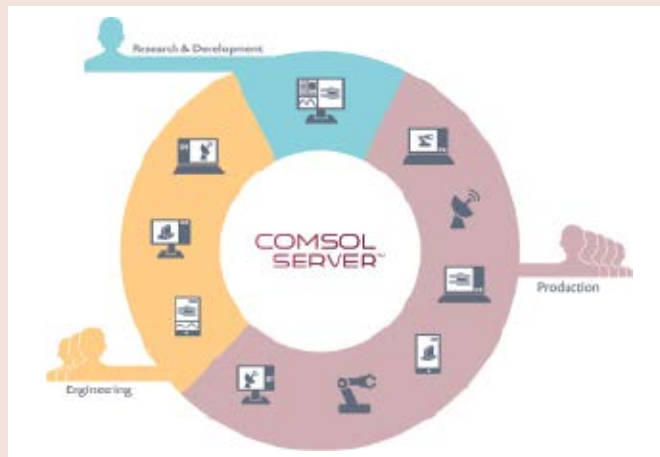 Research & Development
COMSOL
SERVER™
Production
Engineering